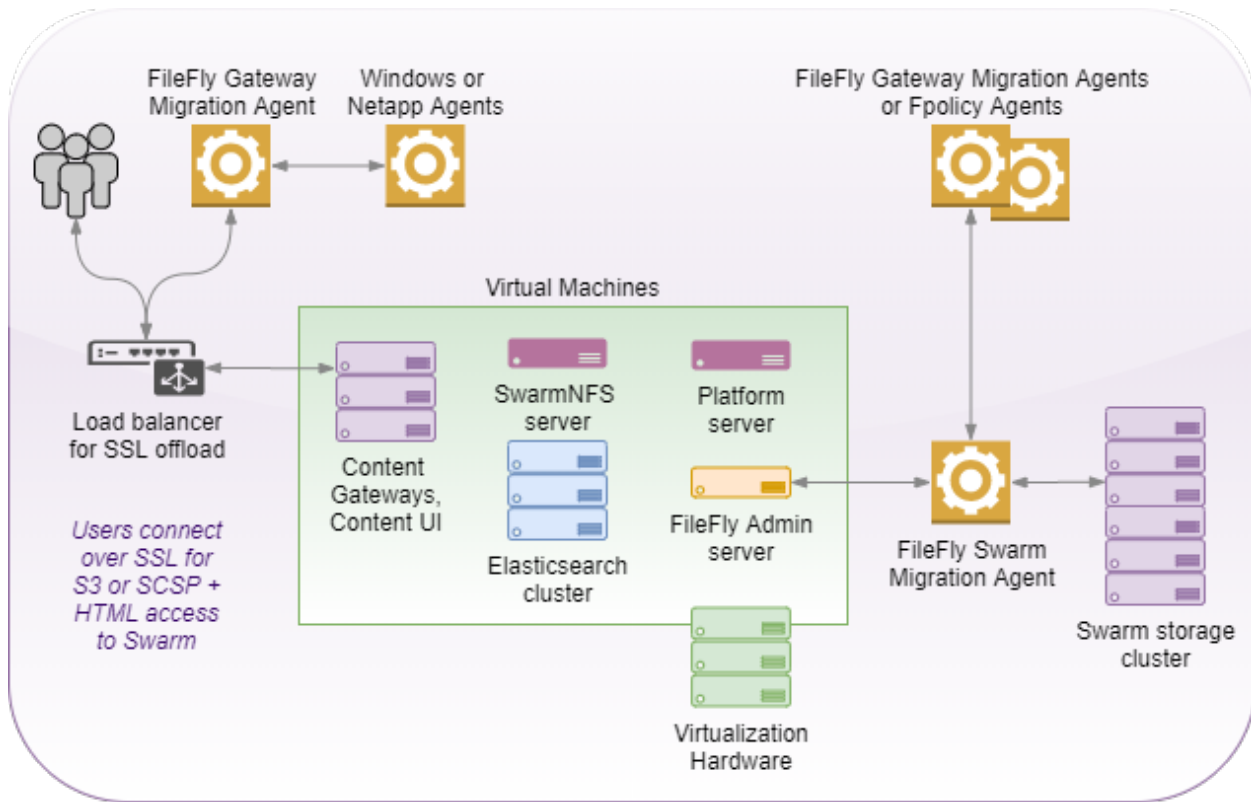 FileFly Gateway
Migration Agent
Windows or
Netapp Agents
FileFly Gateway Migration Agents
or Fpolicy Agents
Virtual Machines
Load balancer
for SSL offload
Users connect
over SSL for
S3 or SCSP +
HTML access
to Swarm
Content
Gateways,
Content UI
SwarmNFS
server
Elasticsearch
cluster
Platform
server
FileFly Admin
server
Virtualization
Hardware
FileFly Swarm
Migration Agent
Swarm storage
cluster